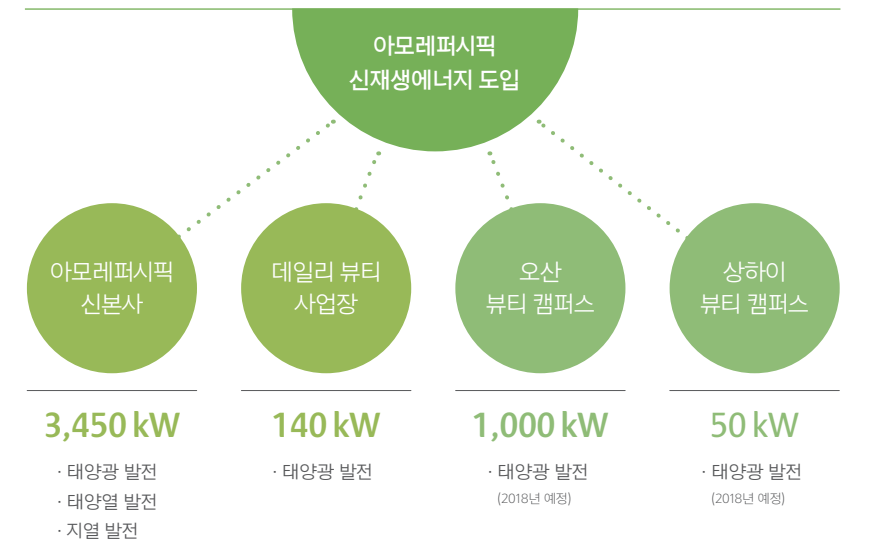 아모레퍼시픽
신재생에너지 도입
아모레퍼시픽
신본사
데일리 뷰티
사업장
오산
뷰티 캠퍼스
상하이
뷰티 캠퍼스
3,450 kW
140 kW
1,000 kW
50 kW
· 태양광 발전
· 태양열 발전
· 지열 발전
· 태양광 발전
· 태양광 발전
(2018년 예정)
· 태양광 발전
(2018년 예정)